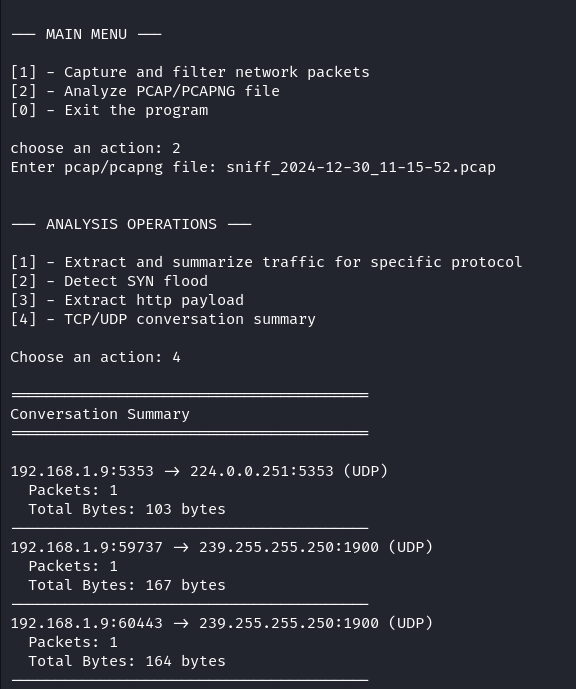 --- MAIN MENU ---
[1] - Capture and filter network packets
[2] - Analyze PCAP/PCAPNG file
[0] - Exit the program
choose an action: 2
Enter pcap/pcapng file: sniff_2024-12-30_11-15-52.pcap
--- ANALYSIS OPERATIONS ---
[1] - Extract and summarize traffic for specific protocol
[2] - Detect SYN flood
[3] - Extract http payload
[4] - TCP/UDP conversation summary
Choose an action: 4
========================================
Conversation Summary
========================================
192.168.1.9:5353 -> 224.0.0.251:5353 (UDP)
  Packets: 1
  Total Bytes: 103 bytes
----------------------------------------
192.168.1.9:59737 -> 239.255.255.250:1900 (UDP)
  Packets: 1
  Total Bytes: 167 bytes
----------------------------------------
192.168.1.9:60443 -> 239.255.255.250:1900 (UDP)
  Packets: 1
  Total Bytes: 164 bytes
----------------------------------------